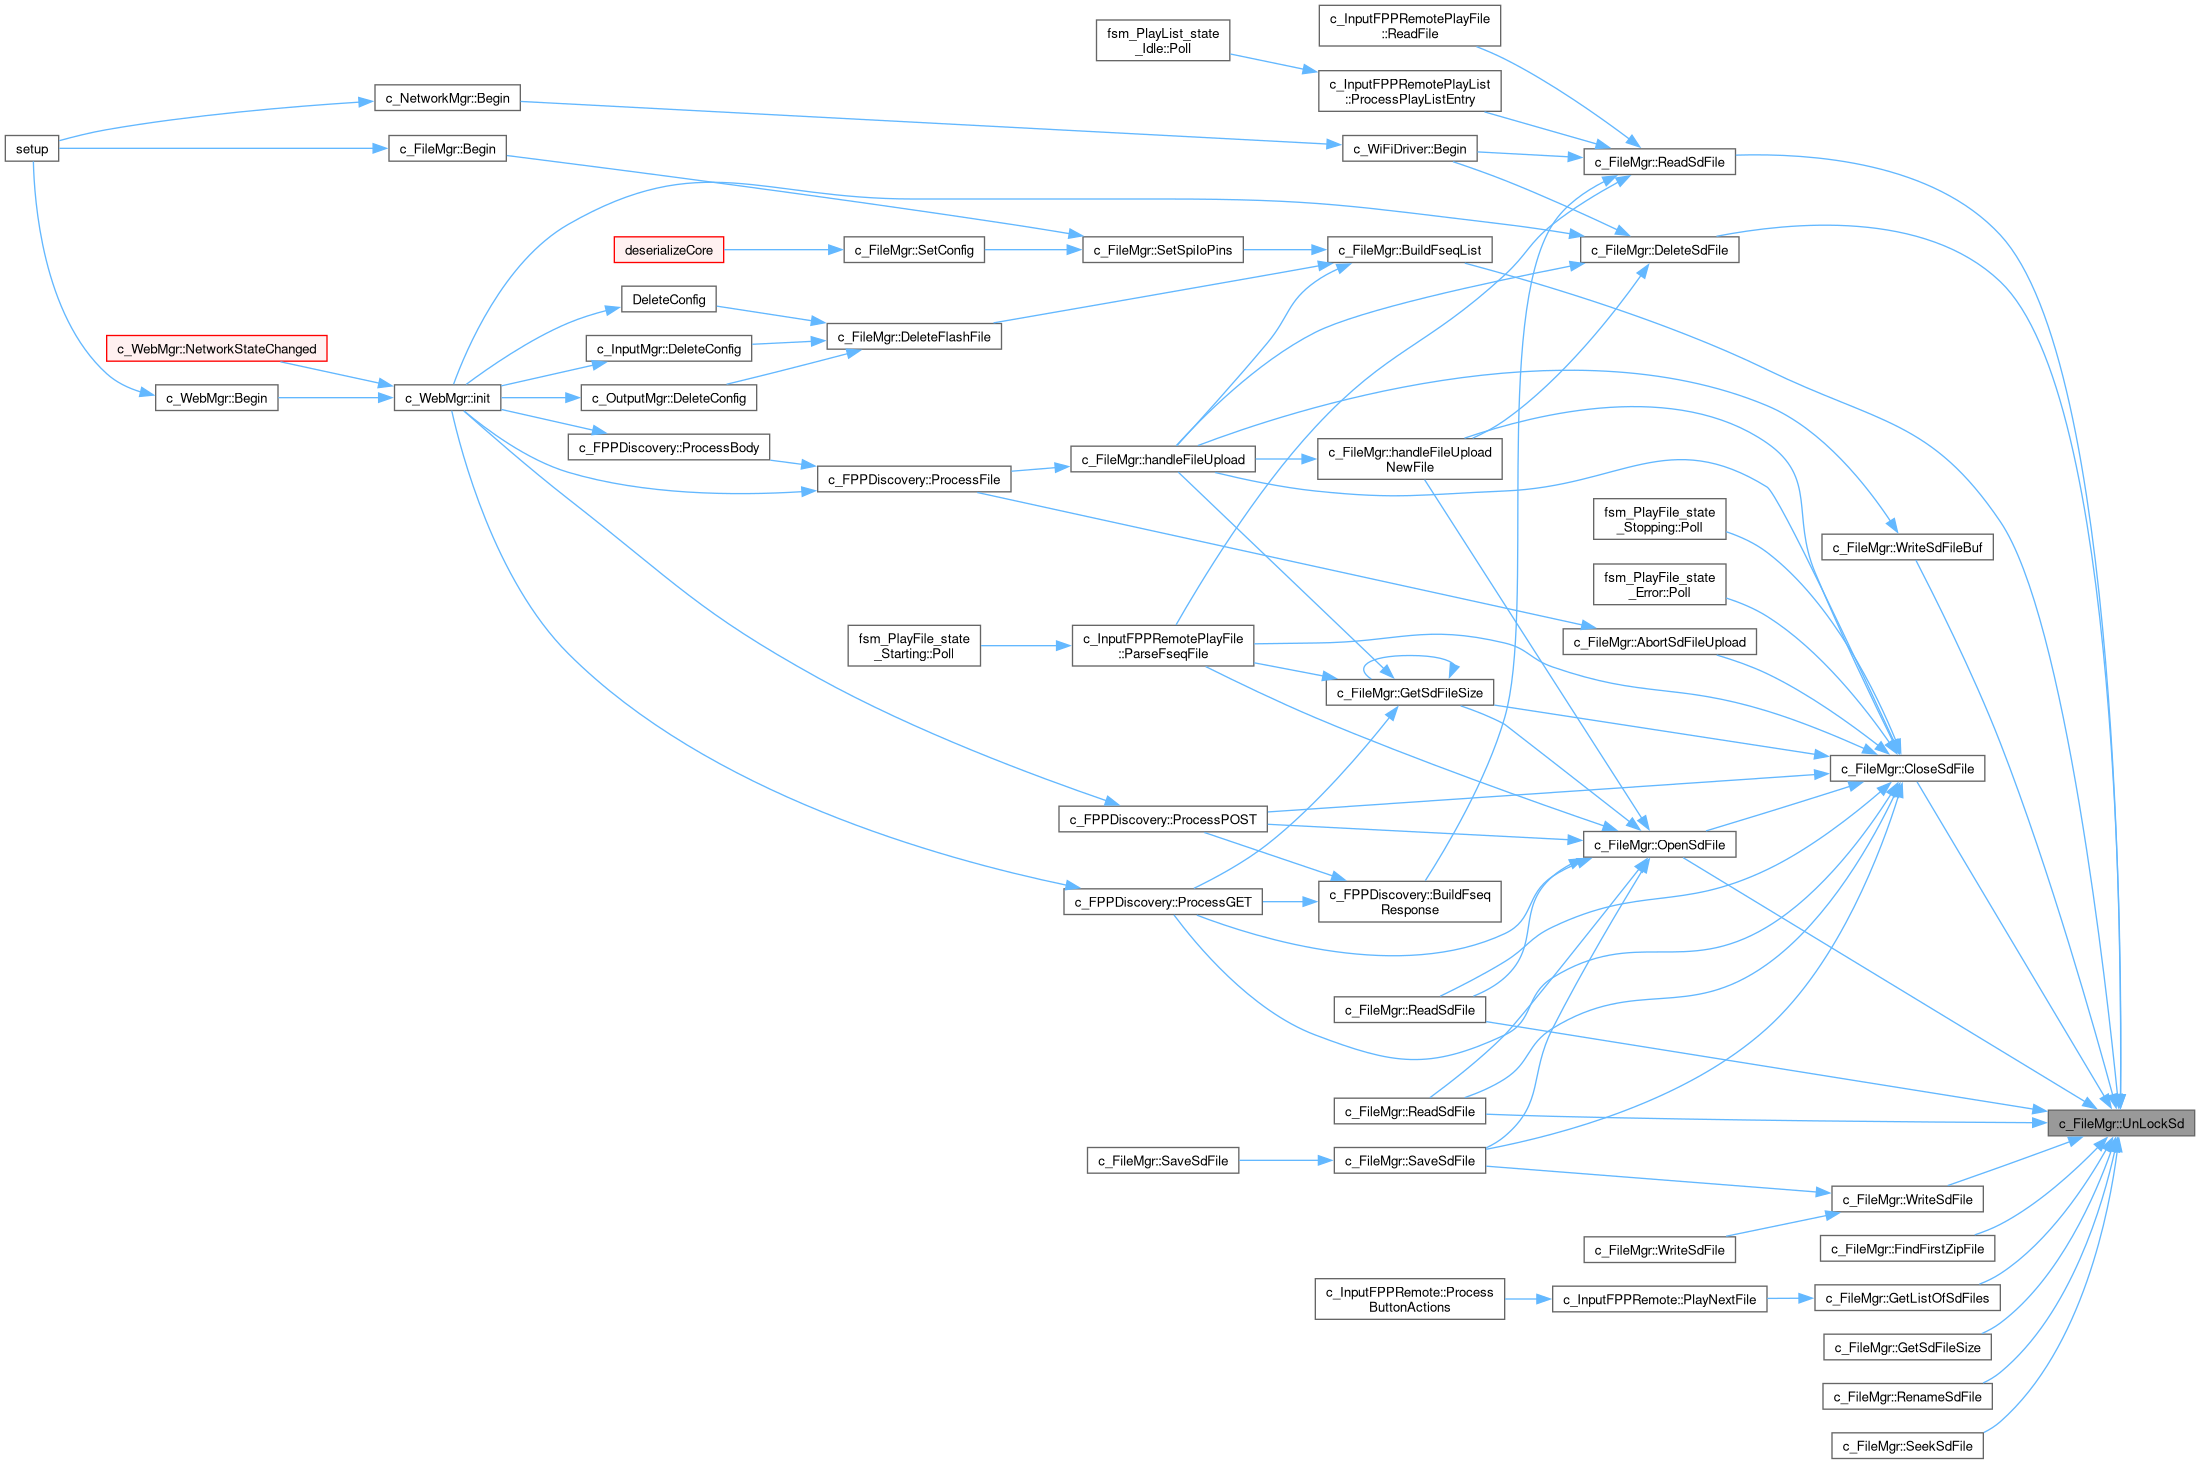 c_InputFPPRemotePlayFile
::ReadFile
fsm_PlayList_state
_Idle::Poll
c_InputFPPRemotePlayList
::ProcessPlayListEntry
c_NetworkMgr::Begin
setup
c_FileMgr::Begin
c_WiFiDriver::Begin
c_FileMgr::ReadSdFile
deserializeCore
c_FileMgr::SetConfig
c_FileMgr::SetSpiIoPins
c_FileMgr::BuildFseqList
c_FileMgr::DeleteSdFile
DeleteConfig
c_WebMgr::NetworkStateChanged
c_InputMgr::DeleteConfig
c_FileMgr::DeleteFlashFile
c_WebMgr::Begin
c_WebMgr::init
c_OutputMgr::DeleteConfig
c_FPPDiscovery::ProcessBody
c_FPPDiscovery::ProcessFile
c_FileMgr::handleFileUpload
c_FileMgr::handleFileUpload
NewFile
fsm_PlayFile_state
_Stopping::Poll
c_FileMgr::WriteSdFileBuf
fsm_PlayFile_state
_Error::Poll
fsm_PlayFile_state
_Starting::Poll
c_InputFPPRemotePlayFile
::ParseFseqFile
c_FileMgr::AbortSdFileUpload
c_FileMgr::GetSdFileSize
c_FileMgr::CloseSdFile
c_FPPDiscovery::ProcessPOST
c_FileMgr::OpenSdFile
c_FPPDiscovery::ProcessGET
c_FPPDiscovery::BuildFseq
Response
c_FileMgr::ReadSdFile
c_FileMgr::ReadSdFile
c_FileMgr::UnLockSd
c_FileMgr::SaveSdFile
c_FileMgr::SaveSdFile
c_FileMgr::WriteSdFile
c_FileMgr::WriteSdFile
c_FileMgr::FindFirstZipFile
c_InputFPPRemote::Process
ButtonActions
c_InputFPPRemote::PlayNextFile
c_FileMgr::GetListOfSdFiles
c_FileMgr::GetSdFileSize
c_FileMgr::RenameSdFile
c_FileMgr::SeekSdFile